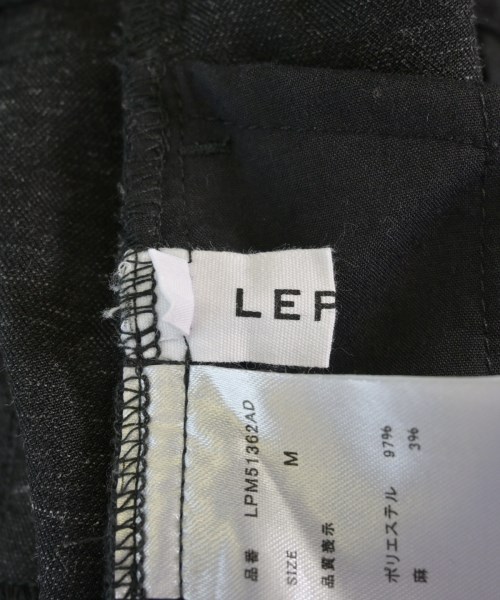 LEP
品番 LPM51362AD
SIZE M
品質表示
ポリエステル 97%
麻 3%